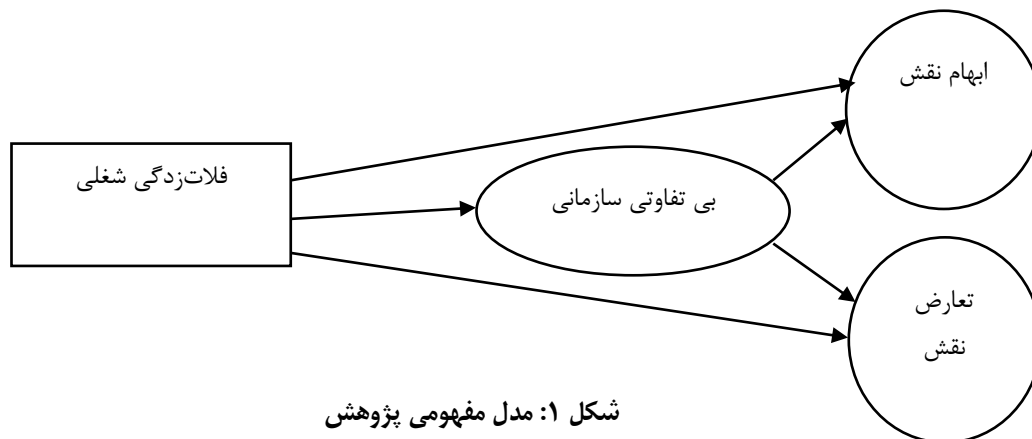 ابهام نقش
فلات‌زدگی شغلی
بی تفاوتی سازمانی
تعارض
نقش
شکل ۱: مدل مفهومی پژوهش